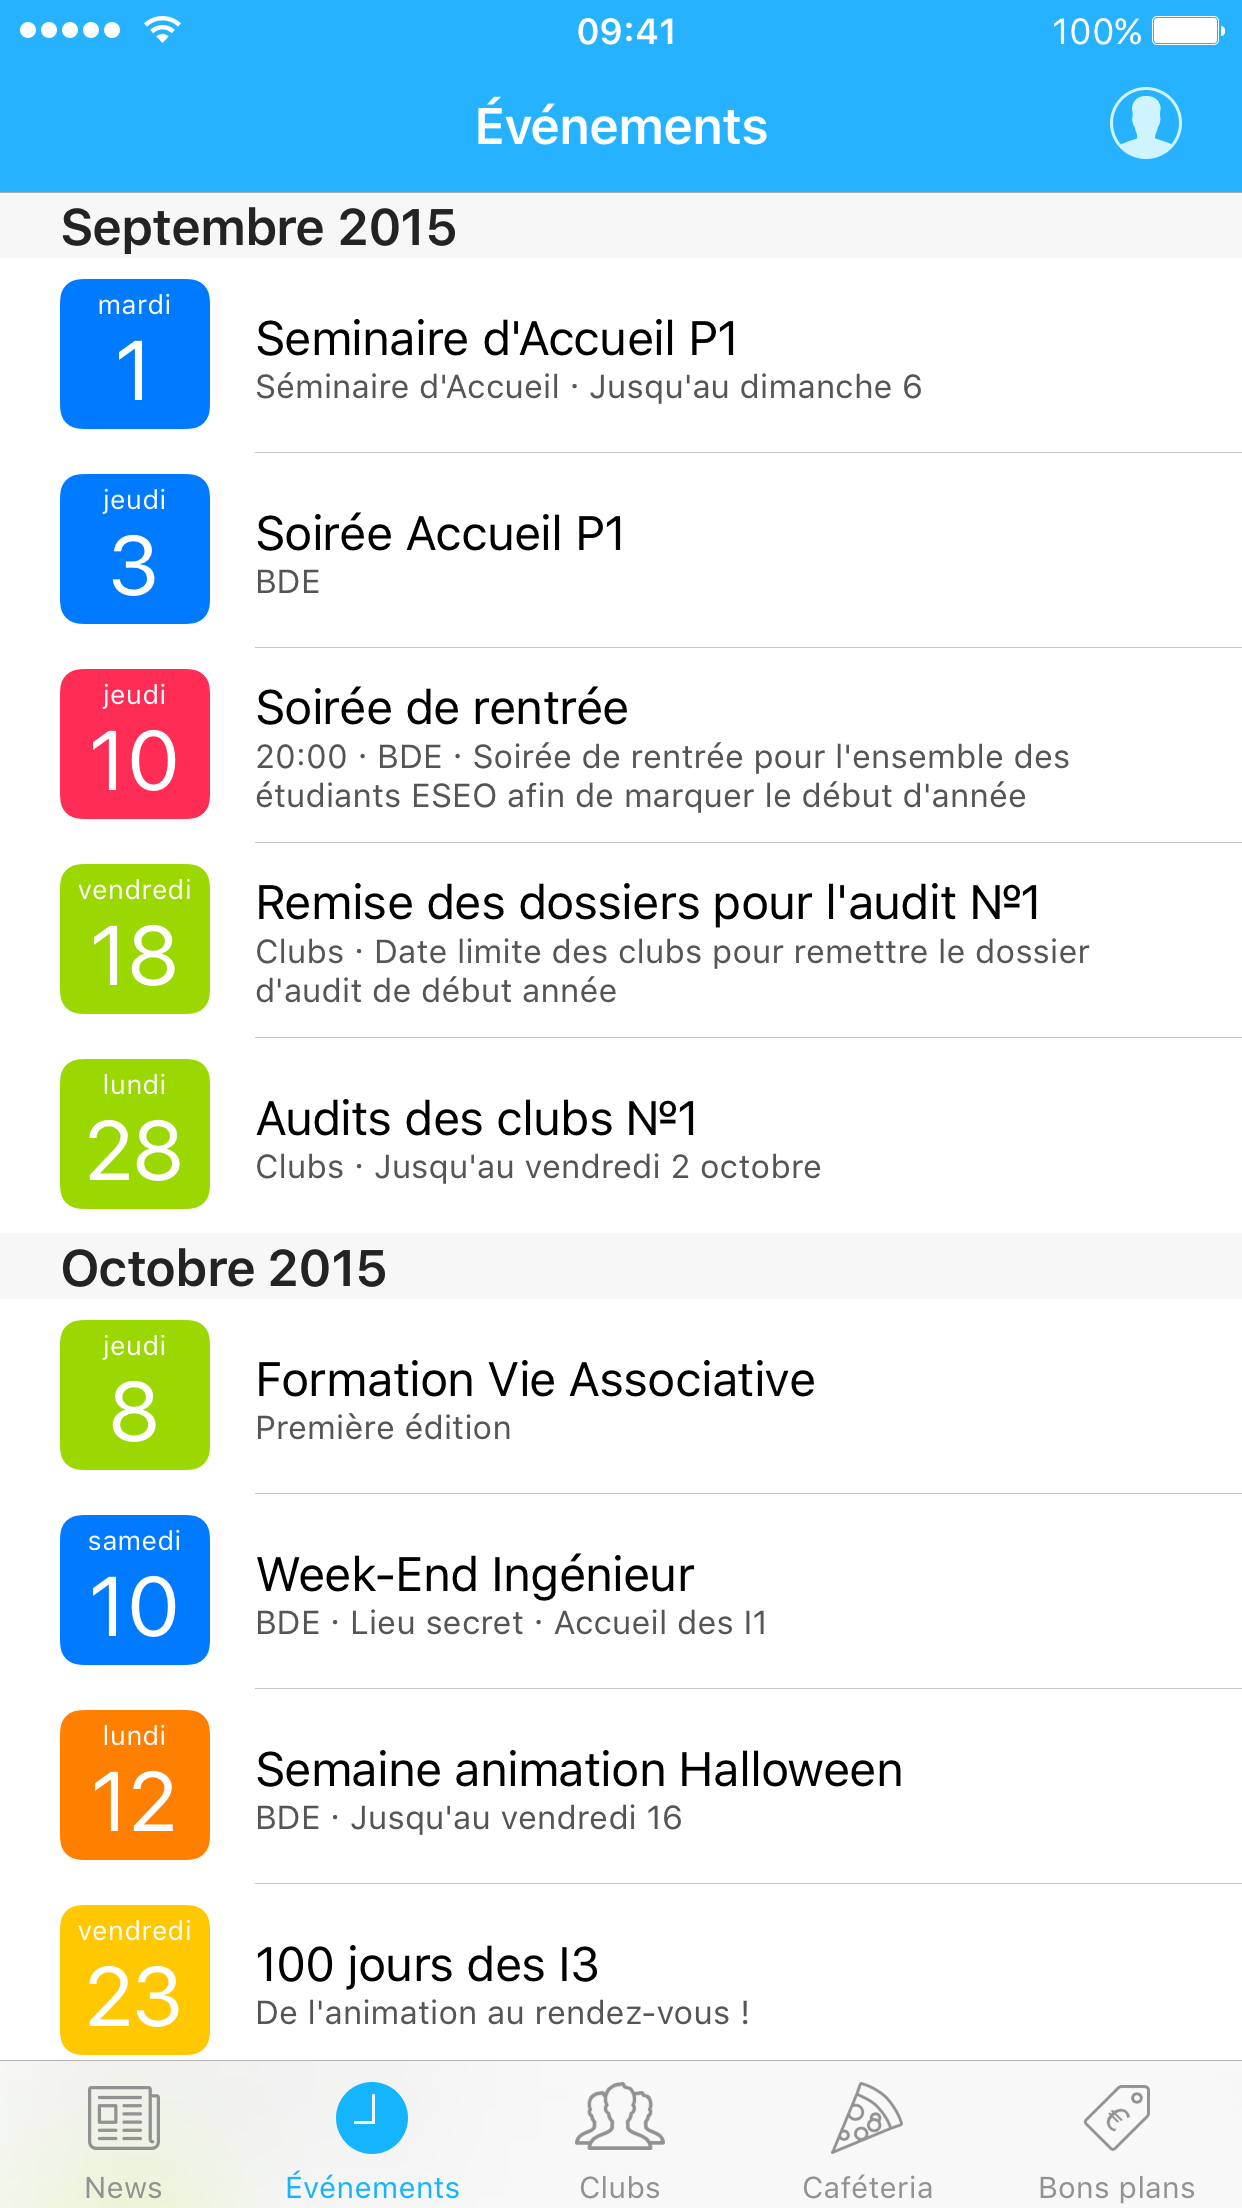 09:41
100%
Événements
Septembre 2015
mardi
1
Seminaire d'Accueil P1
Séminaire d'Accueil · Jusqu'au dimanche 6
jeudi
3
Soirée Accueil P1
BDE
jeudi
10
Soirée de rentrée
20:00 · BDE · Soirée de rentrée pour l'ensemble des
étudiants ESEO afin de marquer le début d'année
vendredi
18
Remise des dossiers pour l'audit №1
Clubs · Date limite des clubs pour remettre le dossier
d'audit de début année
lundi
28
Audits des clubs №1
Clubs · Jusqu'au vendredi 2 octobre
Octobre 2015
jeudi
8
Formation Vie Associative
Première édition
samedi
10
Week-End Ingénieur
BDE · Lieu secret · Accueil des I1
lundi
12
Semaine animation Halloween
BDE · Jusqu'au vendredi 16
vendredi
23
100 jours des I3
De l'animation au rendez-vous !
News
Événements
Clubs
Caféteria
Bons plans